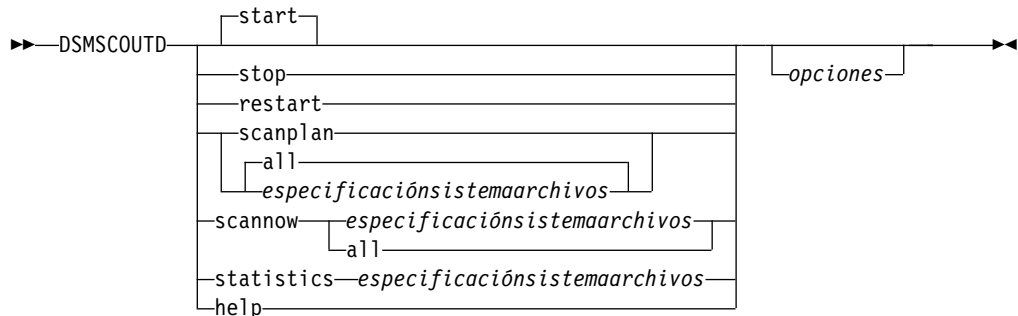 start
DSMSCOUTD
stop
opciones
restart
scanplan
all
especificaciónsistemaarchivos
scannow especificaciónsistemaarchivos
all
statistics especificaciónsistemaarchivos
help